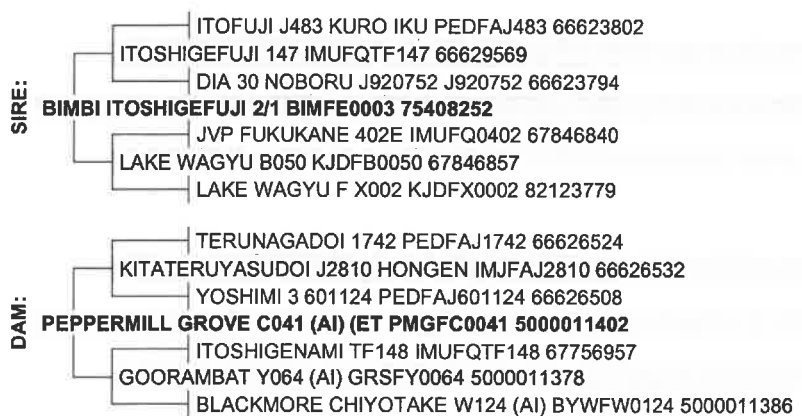 ITOFUJI J483 KURO IKU PEDFAJ483 66623802
ITOSHIGEFUJI 147 IMUFQTF147 66629569
DIA 30 NOBORU J920752 J920752 66623794
SIRE:
BIMBI ITOSHIGEFUJI 2/1 BIMFE0003 75408252
JVP FUKUKANE 402E IMUFQ0402 67846840
LAKE WAGYU B050 KJDFB0050 67846857
LAKE WAGYU F X002 KJDFX0002 82123779
TERUNAGADOI 1742 PEDFAJ1742 66626524
KITATERUYASUDOI J2810 HONGEN IMJFAJ2810 66626532
YOSHIMI 3 601124 PEDFAJ601124 66626508
DAM:
PEPPERMILL GROVE C041 (AI) (ET PMGFC0041 5000011402
ITOSHIGENAMI TF148 IMUFQTF148 67756957
GOORAMBAT Y064 (AI) GRSFY0064 5000011378
BLACKMORE CHIYOTAKE W124 (AI) BYWFW0124 5000011386